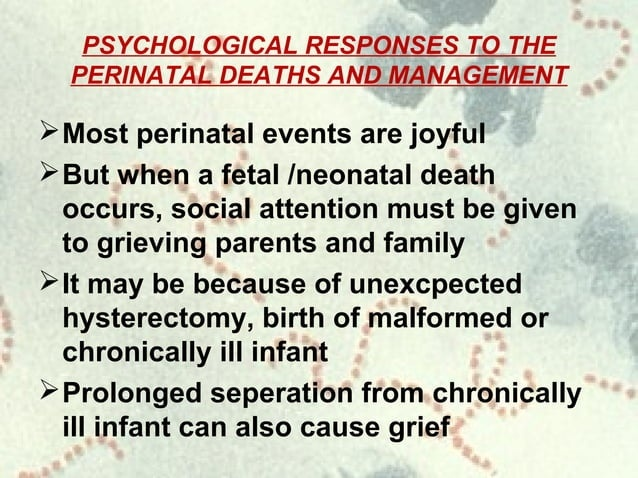 PSYCHOLOGICAL RESPONSES TO THE
PERINATAL DEATHS AND MANAGEMENT
➢Most perinatal events are joyful
➢But when a fetal /neonatal death
occurs, social attention must be given
to grieving parents and family
➢It may be because of unexcpected
hysterectomy, birth of malformed or
chronically ill infant
➢Prolonged seperation from chronically
ill infant can also cause grief